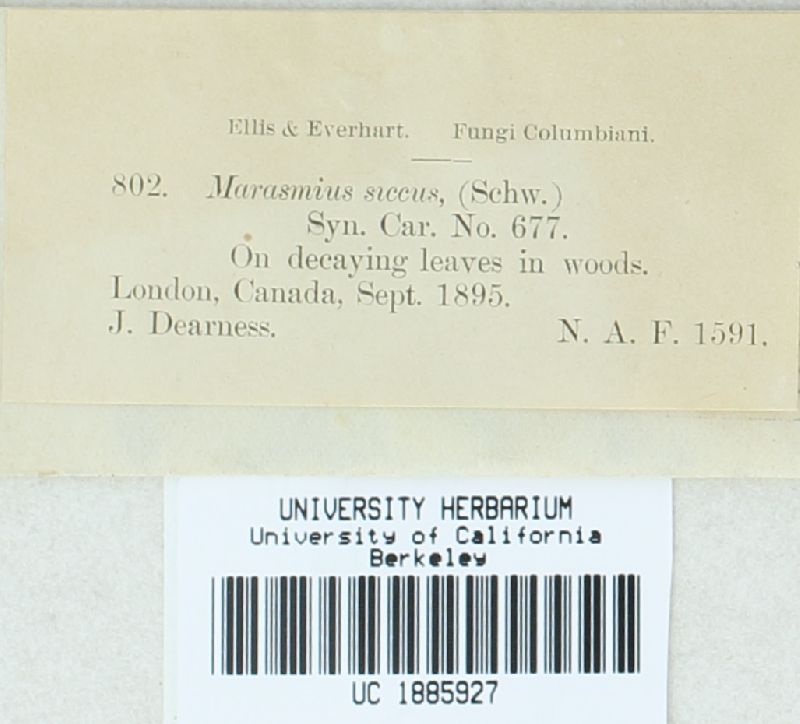 Ellis & Everhart. Fungi Columbiani.
802. Marasmius siccus, (Schw.)
Syn. Car. No. 677.
On decaying leaves in woods.
London, Canada, Sept. 1895.
J. Dearness. N. A. F. 1591.
UNIVERSITY HERBARIUM
University of California
Berkeley
UC 1885927